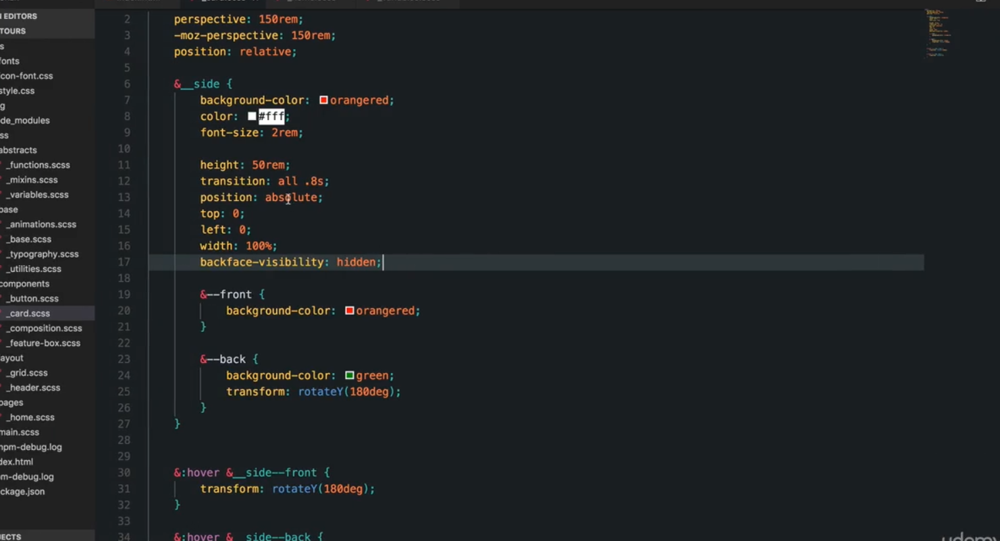 EDITORS
TOURS
fonts
icon-font.css
style.css
de_modules
abstracts
_functions.scss
_mixins.scss
_variables.scss
base
_animations.scss
_base.scss
_typography.scss
_utilities.scss
components
_button.scss
_card.scss
_composition.scss
_feature-box.scss
ayout
_grid.scss
_header.scss
pages
_home.scss
main.scss
npm-debug.log
dex.html
m-debug.log
ckage.json
JECTS
2 perspective: 150rem;
3 -moz-perspective: 150rem;
4 position: relative;
5
6 &__side {
7 background-color: orangered;
8 color: #fff;
9 font-size: 2rem;
10
11 height: 50rem;
12 transition: all .8s;
13 position: absolute;
14 top: 0;
15 left: 0;
16 width: 100%;
17 backface-visibility: hidden;
18
19 &--front {
20 background-color: orangered;
21 }
22
23 &--back {
24 background-color: green;
25 transform: rotateY(180deg);
26 }
27 }
28
29
30 &:hover &__side--front {
31 transform: rotateY(180deg);
32 }
33
34 &:hover &__side--back {
udemy